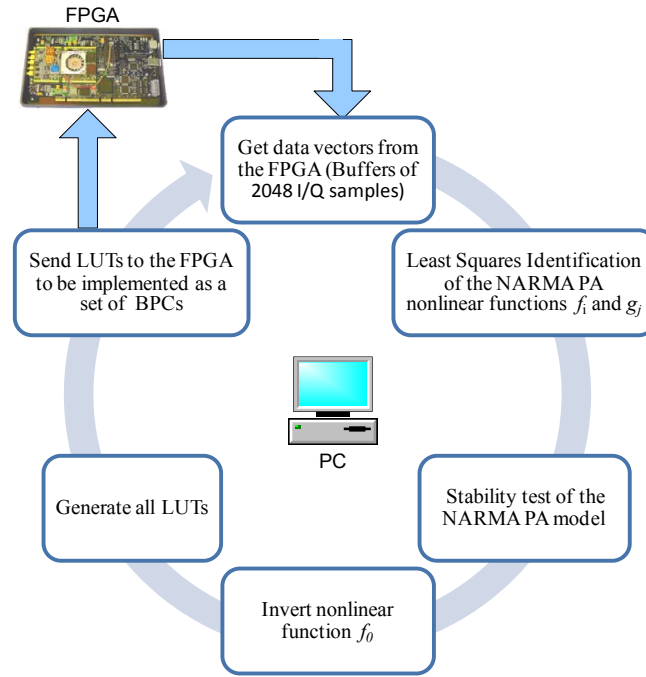 FPGA
Get data vectors from
the FPGA (Buffers of
2048 I/Q samples)
Send LUTs to the FPGA
to be implemented as a
set of BPCs
Least Squares Identification
of the NARMA PA
nonlinear functions fi and gj
PC
Generate all LUTs
Stability test of the
NARMA PA model
Invert nonlinear
function f0